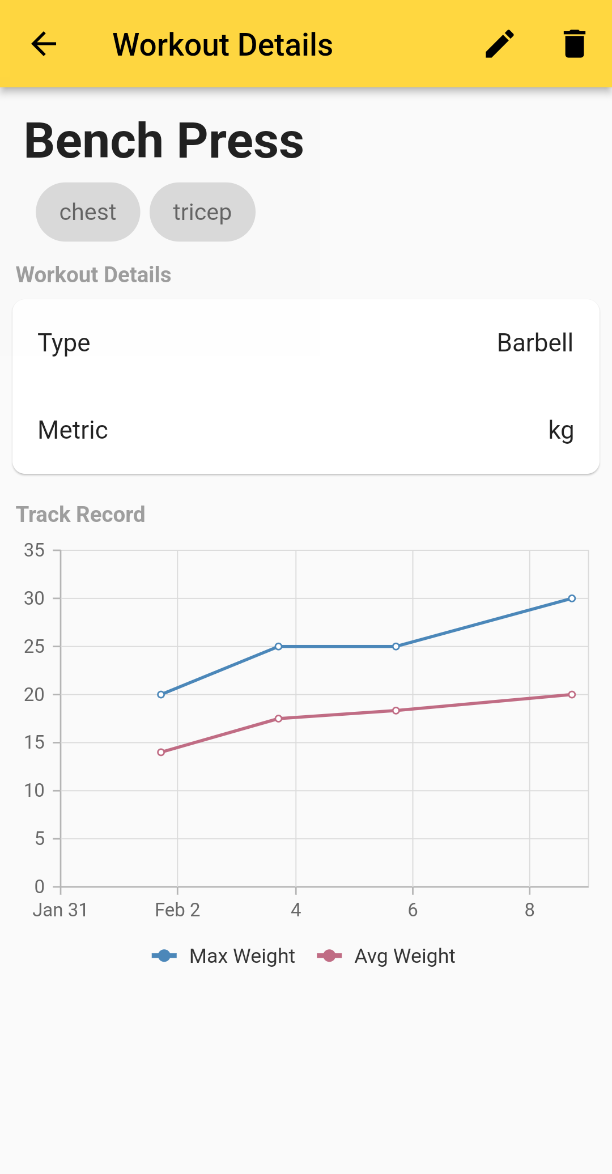 Workout Details
Bench Press
chest tricep
Workout Details
Type Barbell
Metric kg
Track Record
35
30
25
20
15
10
5
0
Jan 31 Feb 2 4 6 8
Max Weight Avg Weight